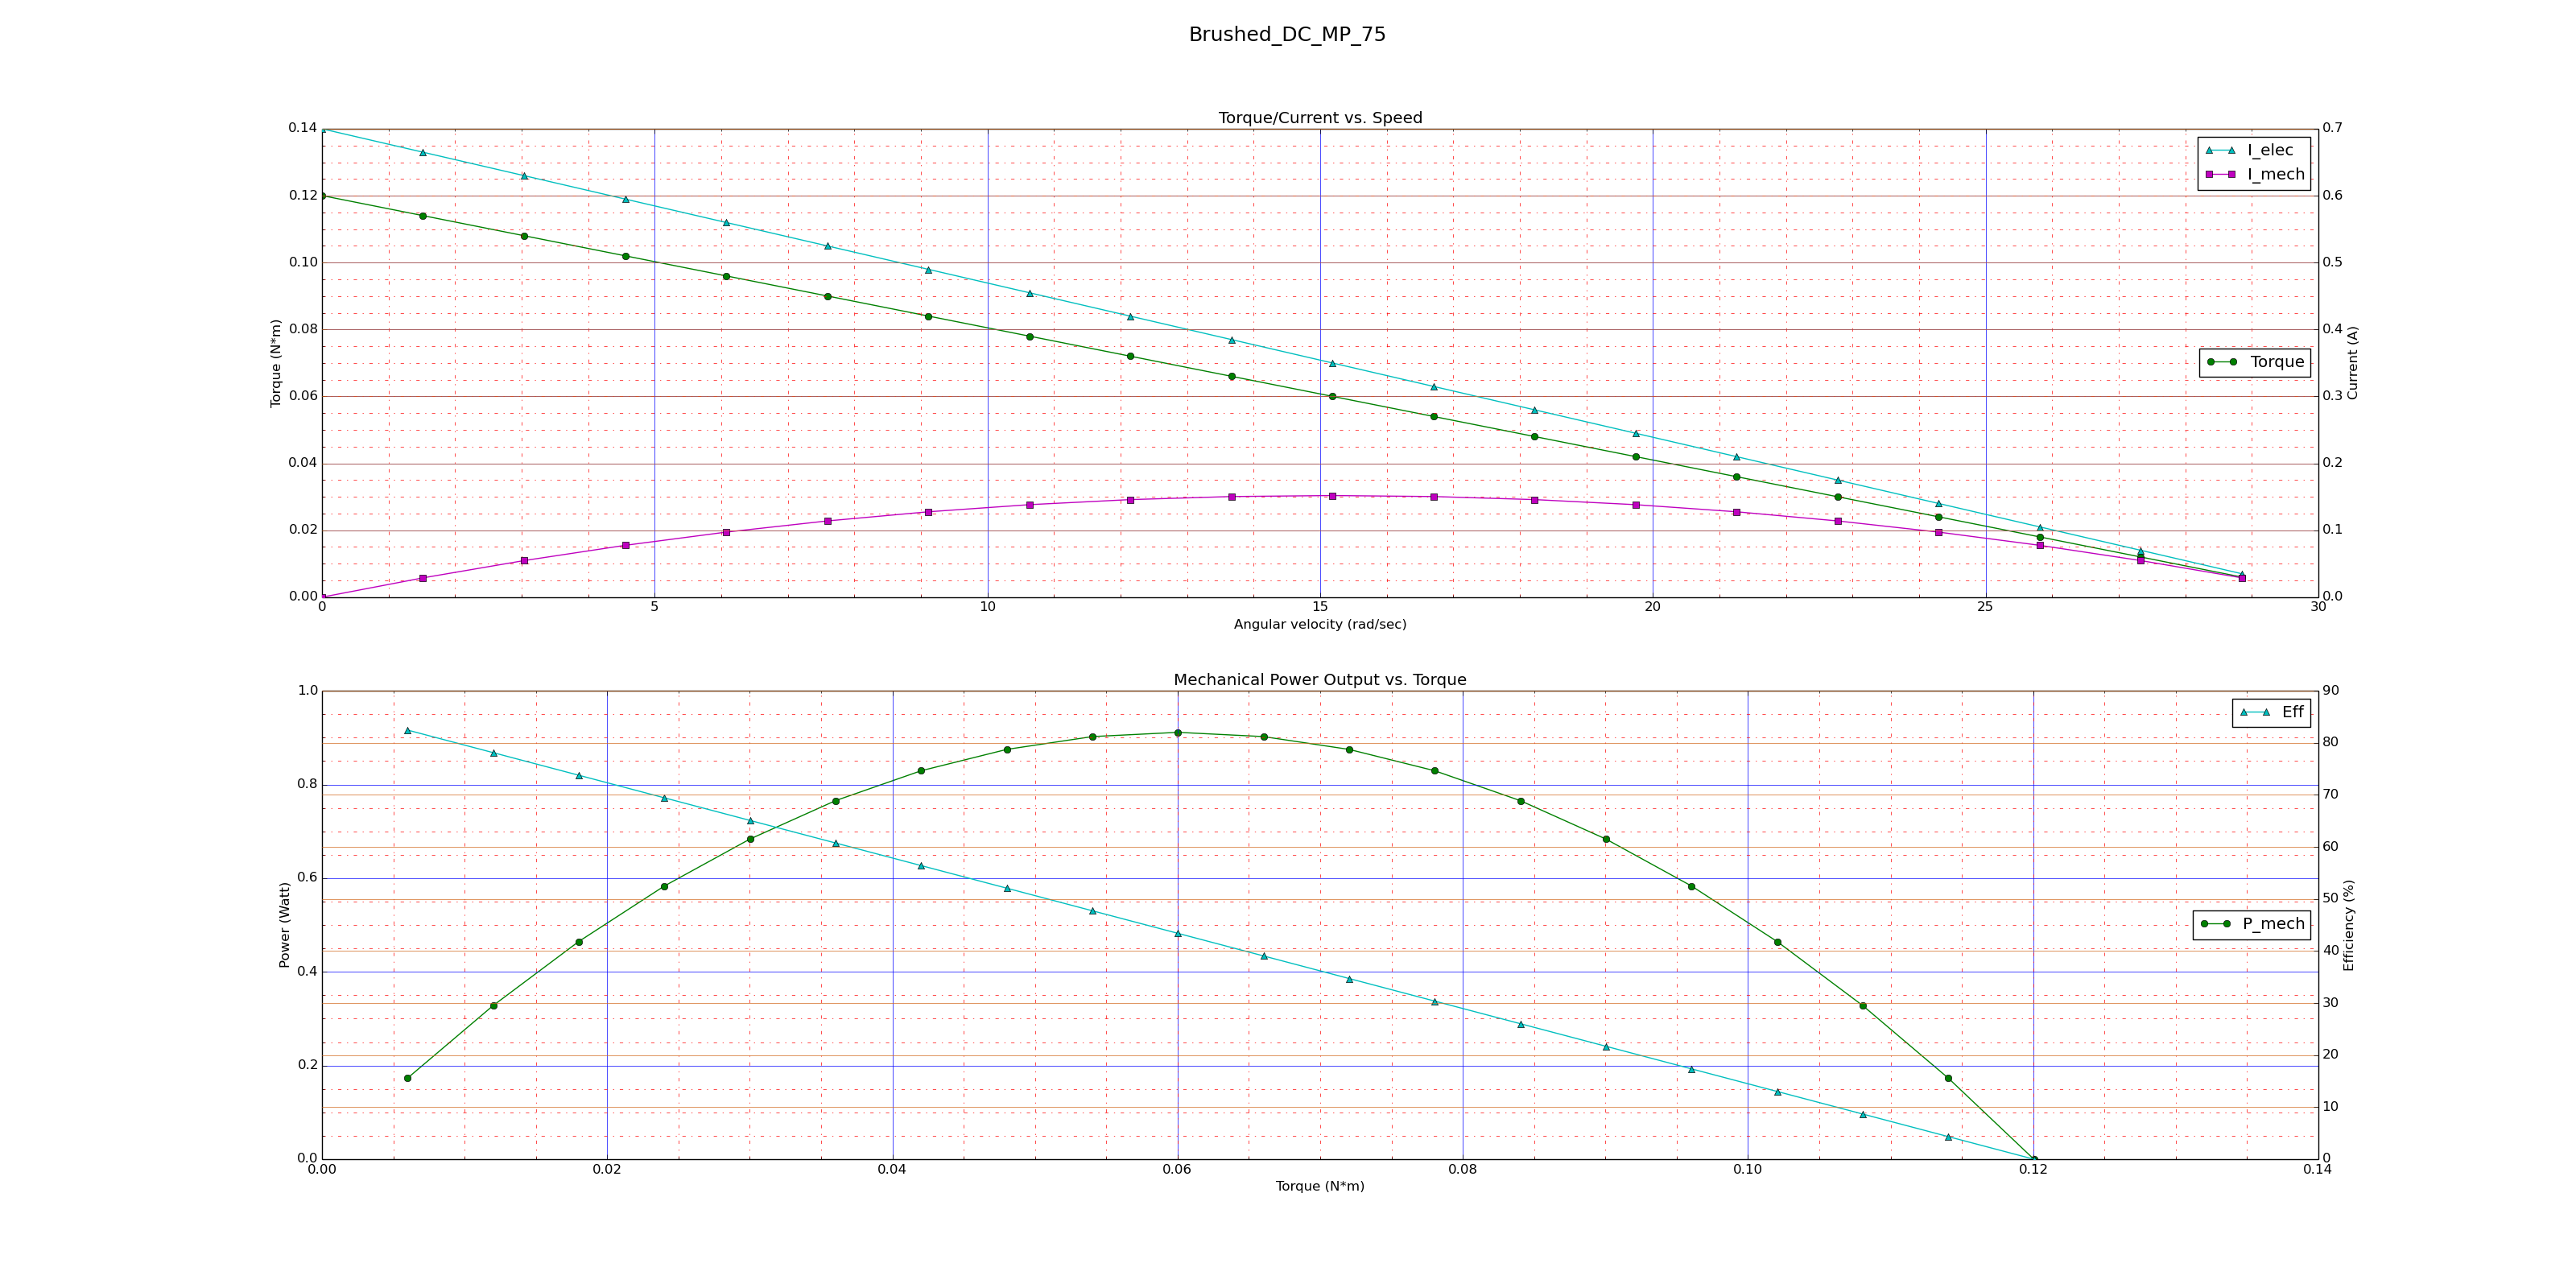 Brushed_DC_MP_75
Torque/Current vs. Speed
0.14
0.12
0.10
0.08
0.06
0.04
0.02
0.00
Torque (N*m)
0.7
0.6
0.5
0.4
0.3
0.2
0.1
0.0
Current (A)
I_elec
I_mech
Torque
0 5 10 15 20 25 30
Angular velocity (rad/sec)
Mechanical Power Output vs. Torque
1.0
0.8
0.6
0.4
0.2
0.0
Power (Watt)
90
80
70
60
50
40
30
20
10
0
Efficiency (%)
Eff
P_mech
0.00 0.02 0.04 0.06 0.08 0.10 0.12 0.14
Torque (N*m)